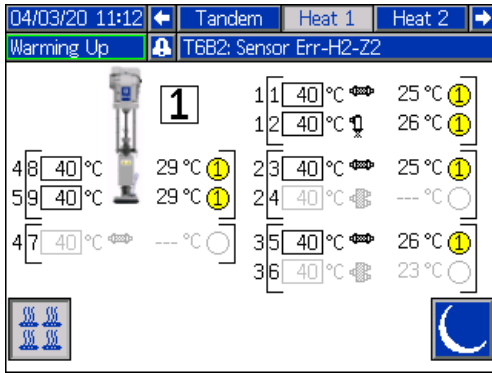 04/03/20 11:12 Tandem Heat 1 Heat 2
Warming Up T6B2: Sensor Err-H2-Z2
1
1 1 40 °C 25 °C 1
1 2 40 °C 26 °C 1
4 8 40 °C 29 °C 1
5 9 40 °C 29 °C 1
2 3 40 °C 25 °C 1
2 4 40 °C --- °C
4 7 40 °C --- °C
3 5 40 °C 26 °C 1
3 6 40 °C 23 °C